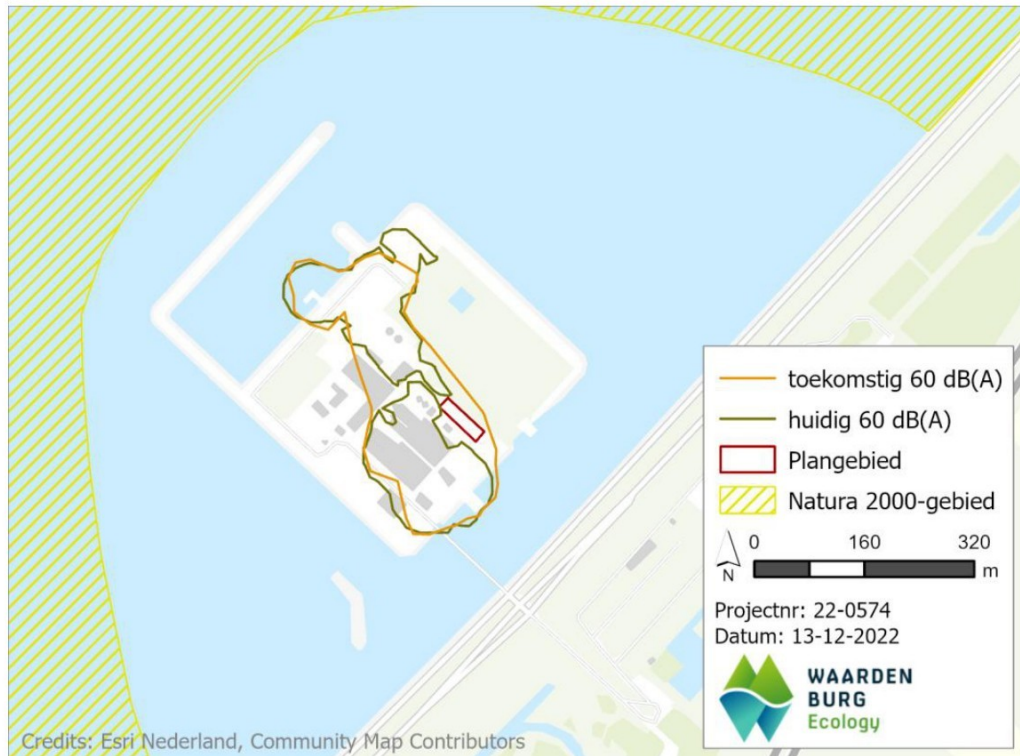 toekomstig 60 dB(A)
huidig 60 dB(A)
Plangebied
Natura 2000-gebied
0 160 320
m
N
Projectnr: 22-0574
Datum: 13-12-2022
WAARDEN
BURG
Ecology
Credits: Esri Nederland, Community Map Contributors